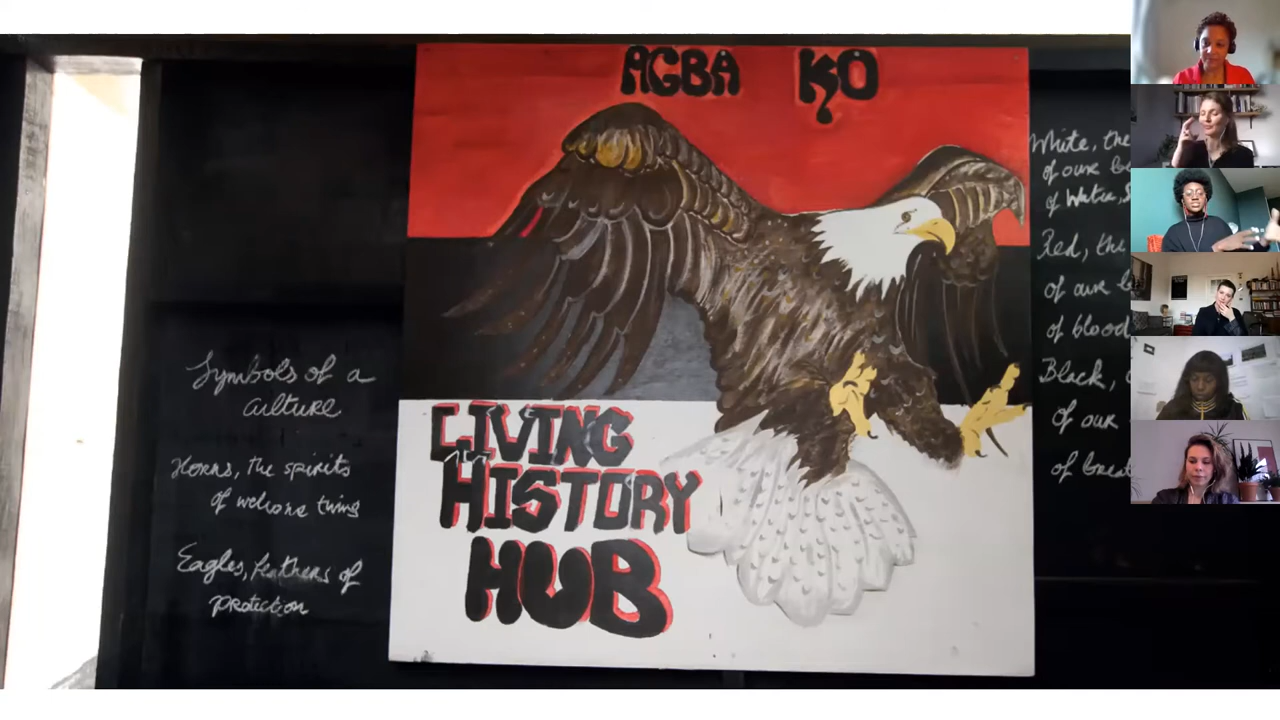 Symbols of a
culture
Horns, the spirits
of welcome
Eagles, feathers of
protection
AGBA KO
LIVING
HISTORY
HUB
White, the
of our
of Water,
Red, the
of our
of blood
Black,
of our
of